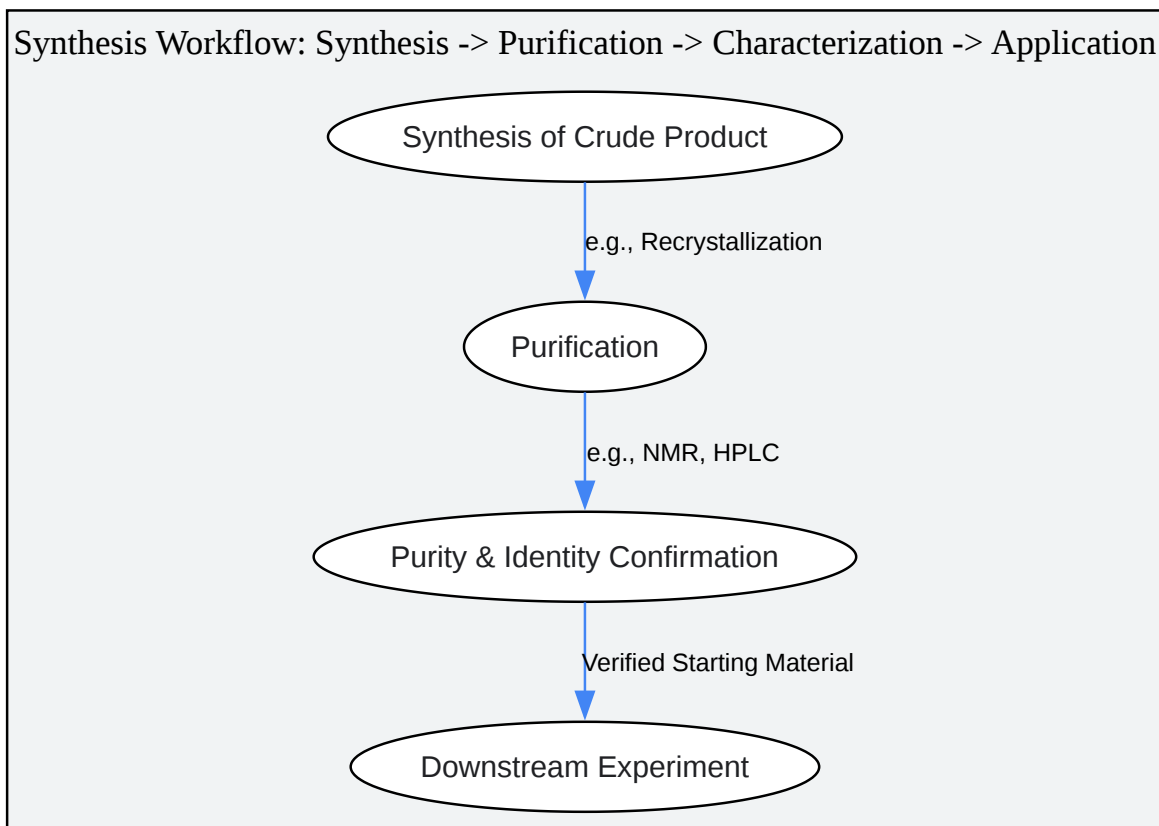 Synthesis Workflow: Synthesis -> Purification -> Characterization -> Application
Synthesis of Crude Product
e.g., Recrystallization
Purification
e.g., NMR, HPLC
Purity & Identity Confirmation
Verified Starting Material
Downstream Experiment